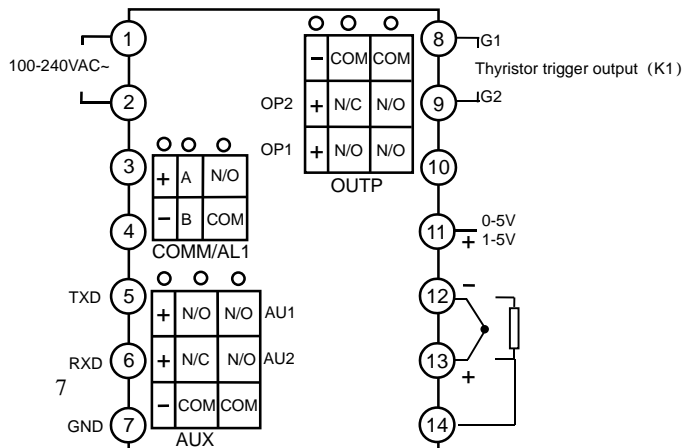 1
8
G1
100-240VAC~
− COM COM
Thyristor trigger output（K1）
2
OP2 + N/C N/O
9
G2
OP1 + N/O N/O
OUTP
3
+ A N/O
10
4
− B COM
COMM/AL1
11
0-5V
+ 1-5V
TXD 5
+ N/O N/O AU1
12 −
RXD 6
+ N/C N/O AU2
13
+
7
GND 7
− COM COM
AUX
14